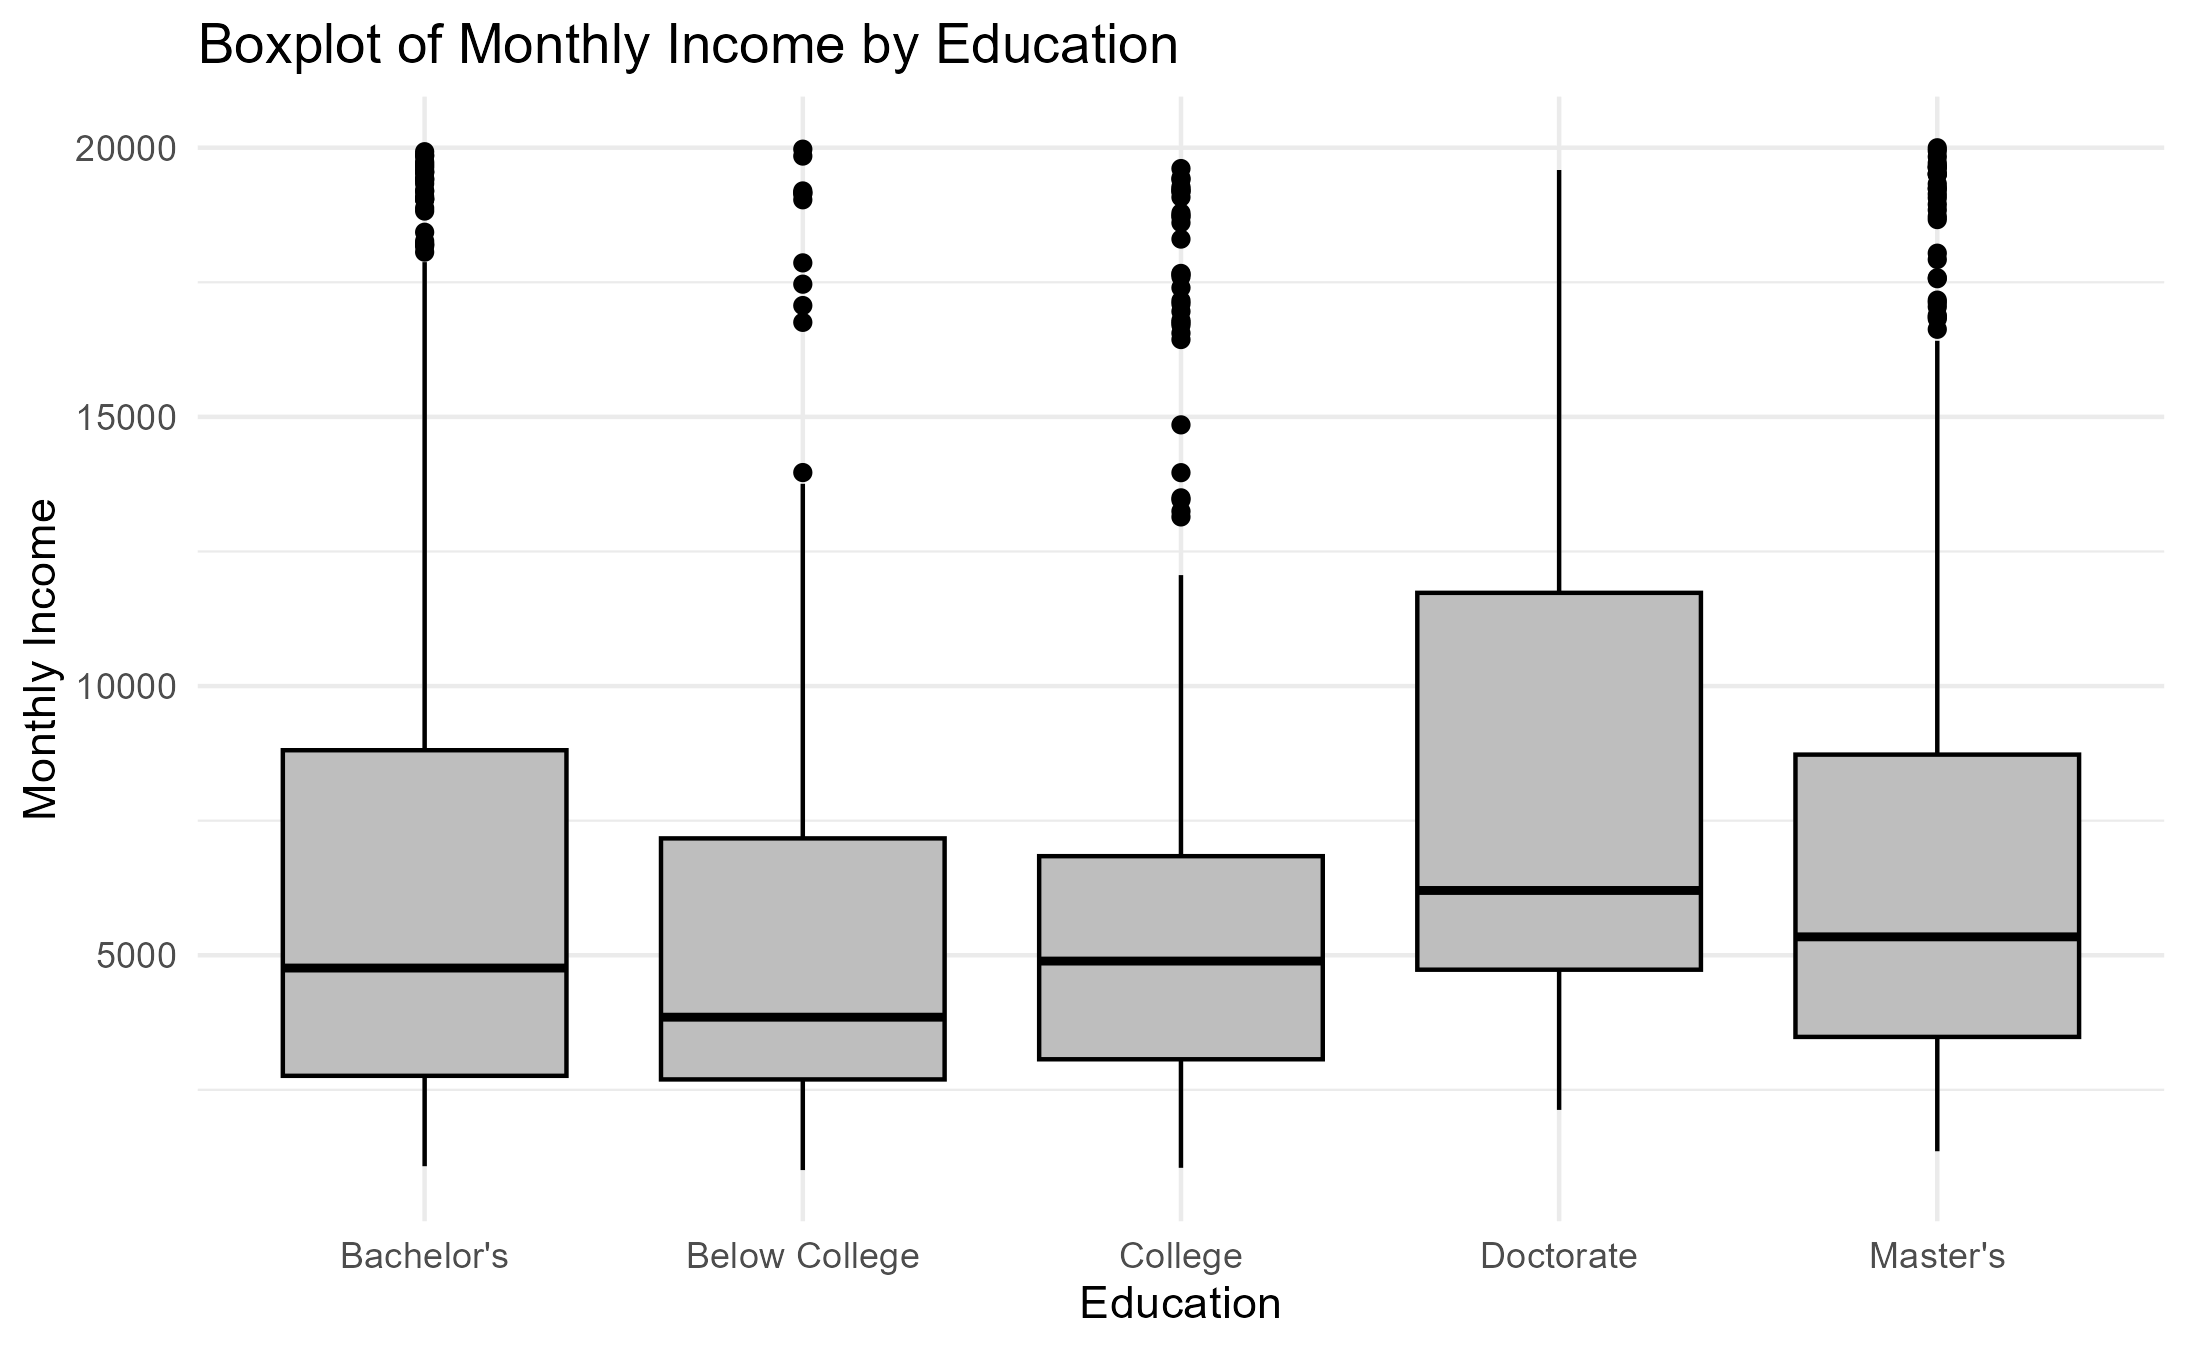 Boxplot of Monthly Income by Education
Monthly Income
20000
15000
10000
5000
Bachelor's Below College College Doctorate Master's
Education